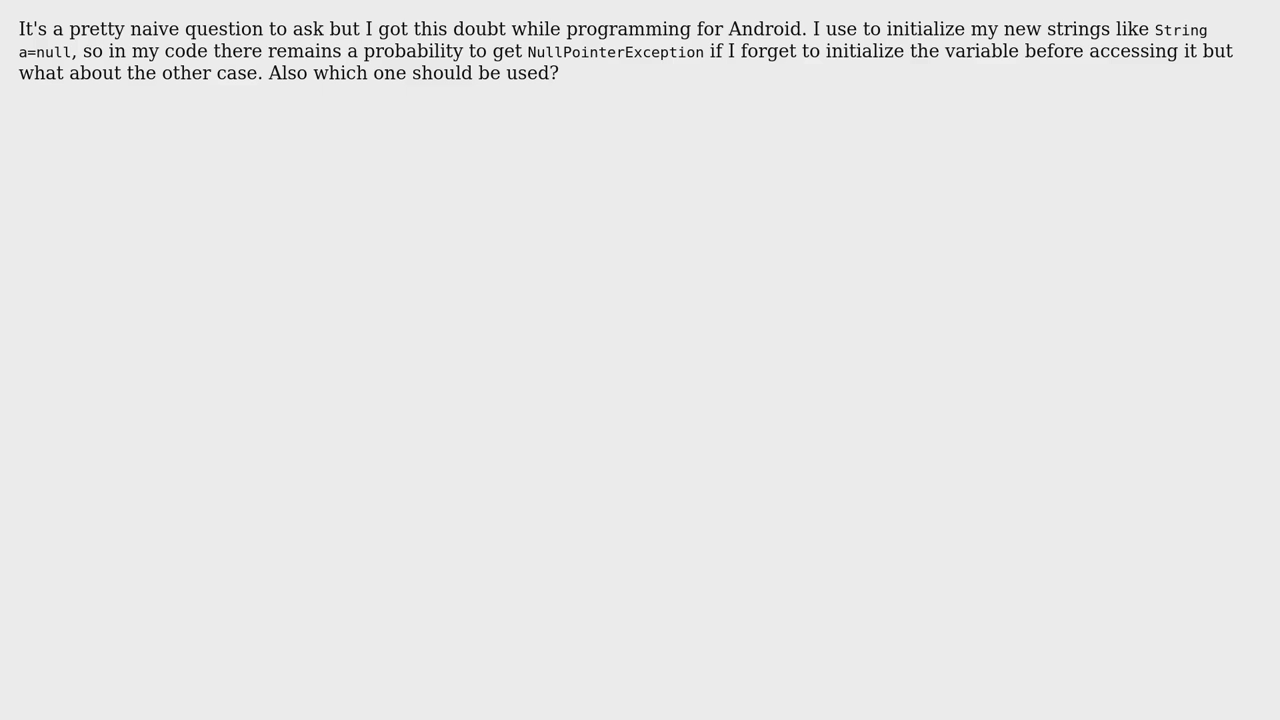 It's a pretty naive question to ask but I got this doubt while programming for Android. I use to initialize my new strings like String
a=null, so in my code there remains a probability to get NullPointerException if I forget to initialize the variable before accessing it but
what about the other case. Also which one should be used?